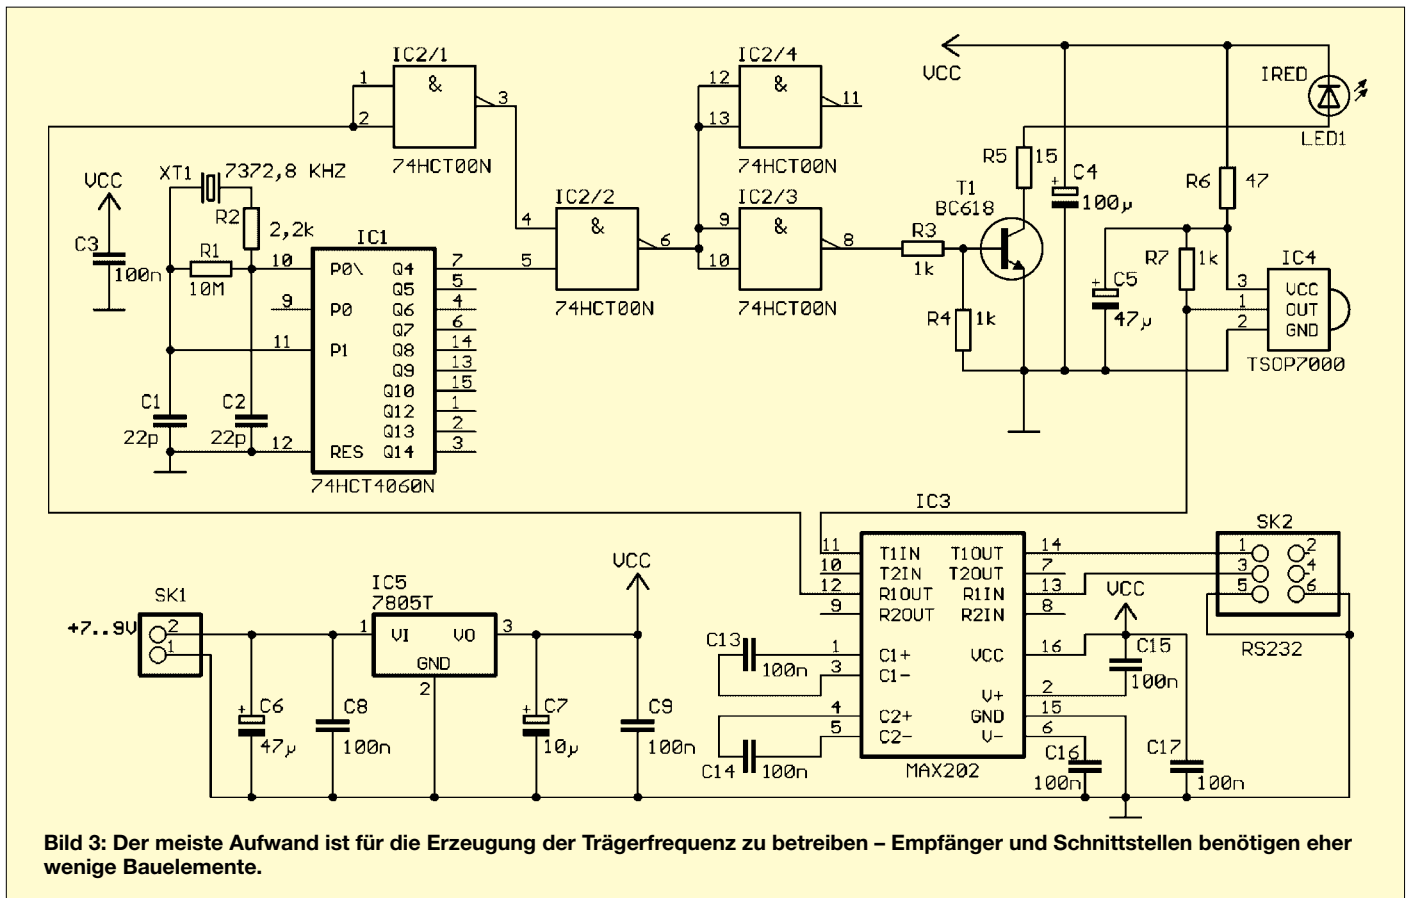 IC2/1
1
2
&
3
74HCT00N
IC2/4
12
13
&
11
74HCT00N
VCC
IRED
LED1
XT1
7372,8 KHZ
VCC
R2
2,2k
C3
100n
R1
10M
IC1
10
9
11
12
P0\
P0
P1
RES
Q4
Q5
Q6
Q7
Q8
Q9
Q10
Q12
Q13
Q14
7
5
4
6
14
13
15
1
2
3
74HCT4060N
C1
22p
C2
22p
IC2/2
4
5
&
6
74HCT00N
IC2/3
9
10
&
8
74HCT00N
R3
1k
R4
1k
T1
BC618
R5
15
C4
+
100µ
R6
47
R7
1k
C5
+
47µ
IC4
3
1
2
VCC
OUT
GND
TSOP7000
IC3
11
10
12
9
T1IN
T2IN
R1OUT
R2OUT
T1OUT
T2OUT
R1IN
R2IN
14
7
13
8
1
3
4
5
C1+
C1-
C2+
C2-
VCC
V+
GND
V-
16
2
15
6
MAX202
C13
100n
C14
100n
VCC
C15
100n
C16
100n
C17
100n
SK2
1
2
3
4
5
6
RS232
SK1
+7..9V
2
1
IC5
7805T
1
VI
VO
3
GND
2
VCC
C6
+
47µ
C8
100n
C7
+
10µ
C9
100n
Bild 3: Der meiste Aufwand ist für die Erzeugung der Trägerfrequenz zu betreiben – Empfänger und Schnittstellen benötigen eher
wenige Bauelemente.